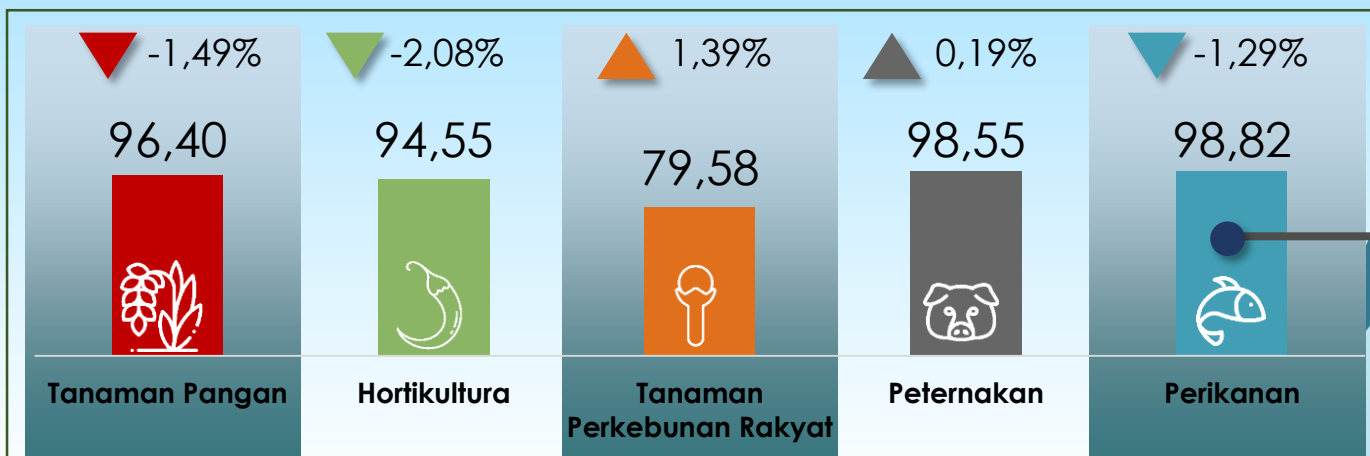 -1,49%
-2,08%
1,39%
0,19%
-1,29%
96,40
94,55
79,58
98,55
98,82
Tanaman Pangan
Hortikultura
Tanaman
Perkebunan Rakyat
Peternakan
Perikanan